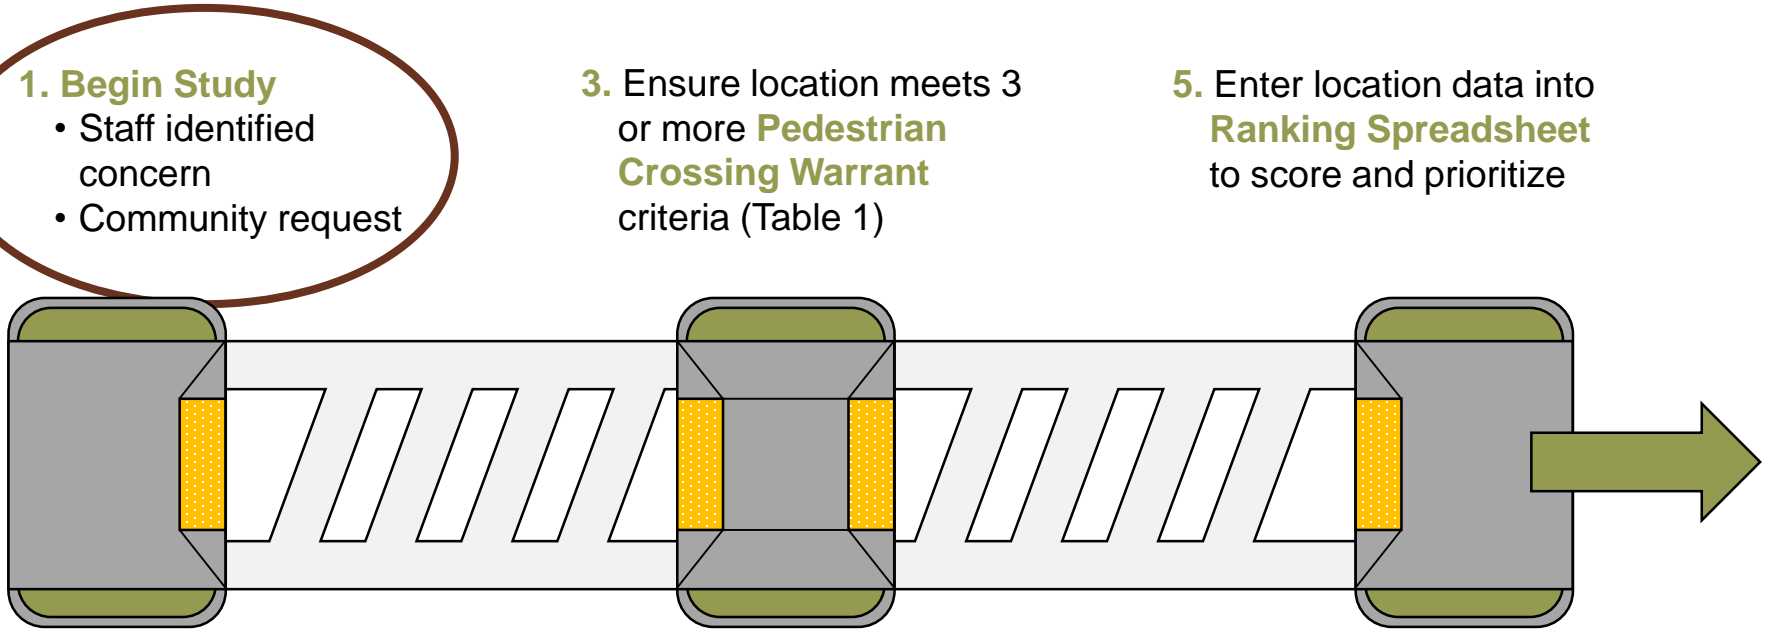 1. Begin Study
• Staff identified
concern
• Community request
3. Ensure location meets 3
or more Pedestrian
Crossing Warrant
criteria (Table 1)
5. Enter location data into
Ranking Spreadsheet
to score and prioritize